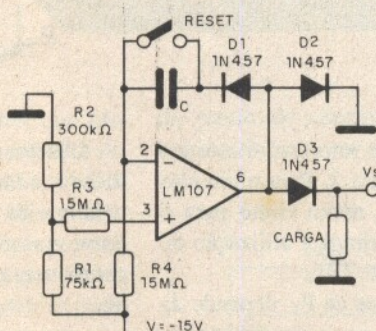 RESET
D1
1N457
D2
1N457
C
R2
300kΩ
2
-
6
D3
1N457
Vs
R3
15MΩ
LM107
3
+
CARGA
R1
75kΩ
R4
15MΩ
V=-15V